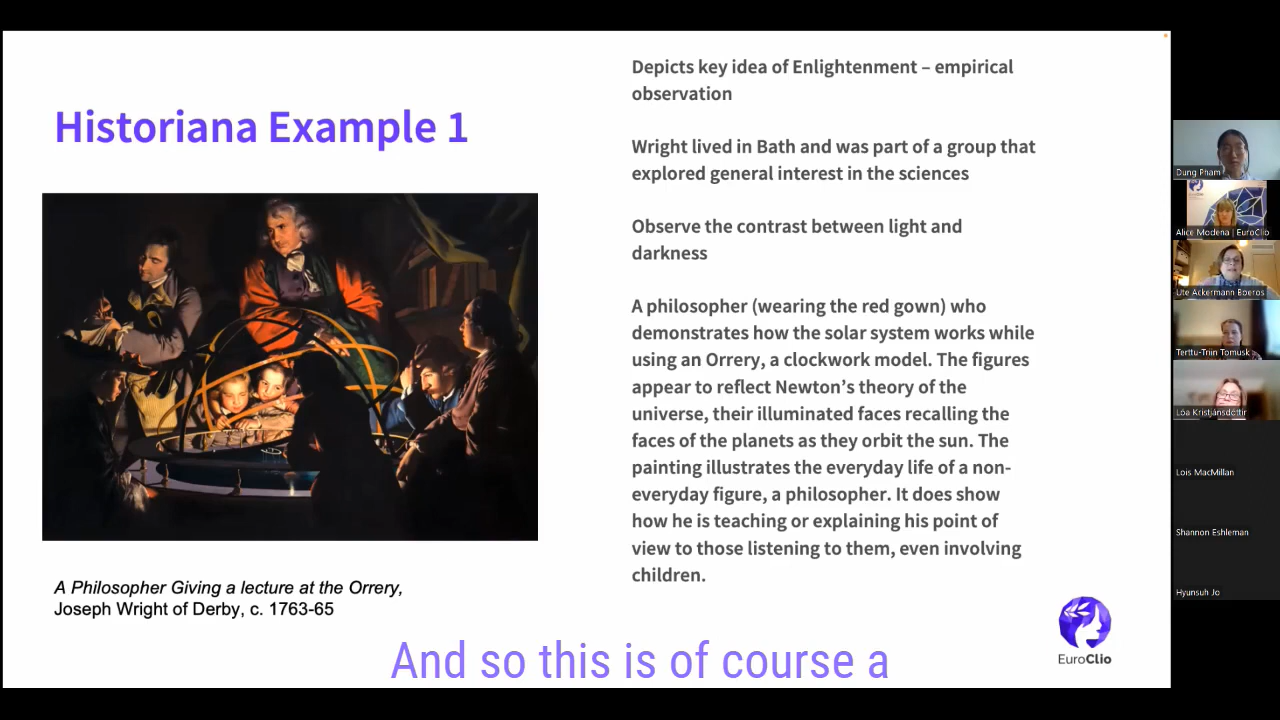 Historiana Example 1
A Philosopher Giving a lecture at the Orrery,
Joseph Wright of Derby, c. 1763-65
Depicts key idea of Enlightenment – empirical
observation
Wright lived in Bath and was part of a group that
explored general interest in the sciences
Observe the contrast between light and
darkness
A philosopher (wearing the red gown) who
demonstrates how the solar system works while
using an Orrery, a clockwork model. The figures
appear to reflect Newton’s theory of the
universe, their illuminated faces recalling the
faces of the planets as they orbit the sun. The
painting illustrates the everyday life of a non-
everyday figure, a philosopher. It does show
how he is teaching or explaining his point of
view to those listening to them, even involving
children.
EuroClio
And so this is of course a
Dung Pham
Alice Modena | EuroClio
Ute Ackermann Boeros
Terttu-Triin Tomusk
Lóa Kristjánsdóttir
Lois MacMillan
Shannon Eshleman
Hyunsuh Jo